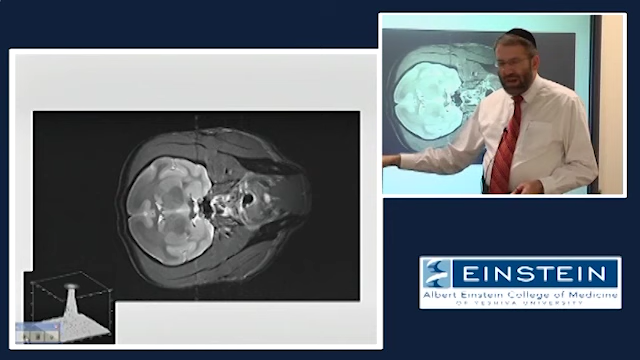 EINSTEIN
Albert Einstein College of Medicine
OF YESHIVA UNIVERSITY